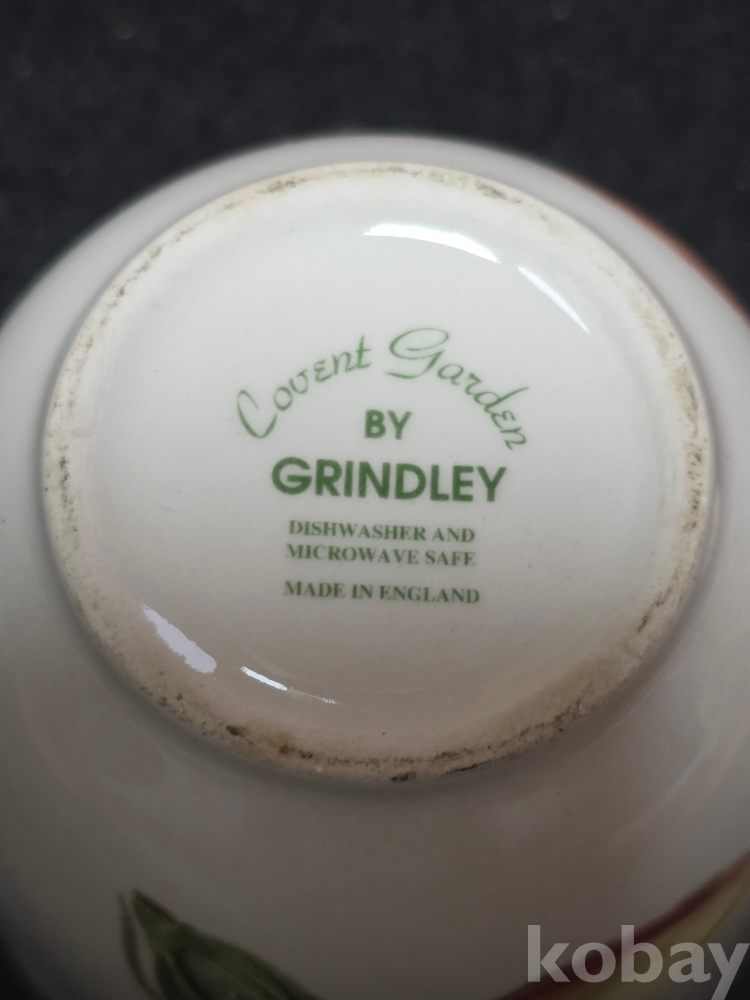 Covent Garden
BY
GRINDLEY
DISHWASHER AND
MICROWAVE SAFE
MADE IN ENGLAND
kobay